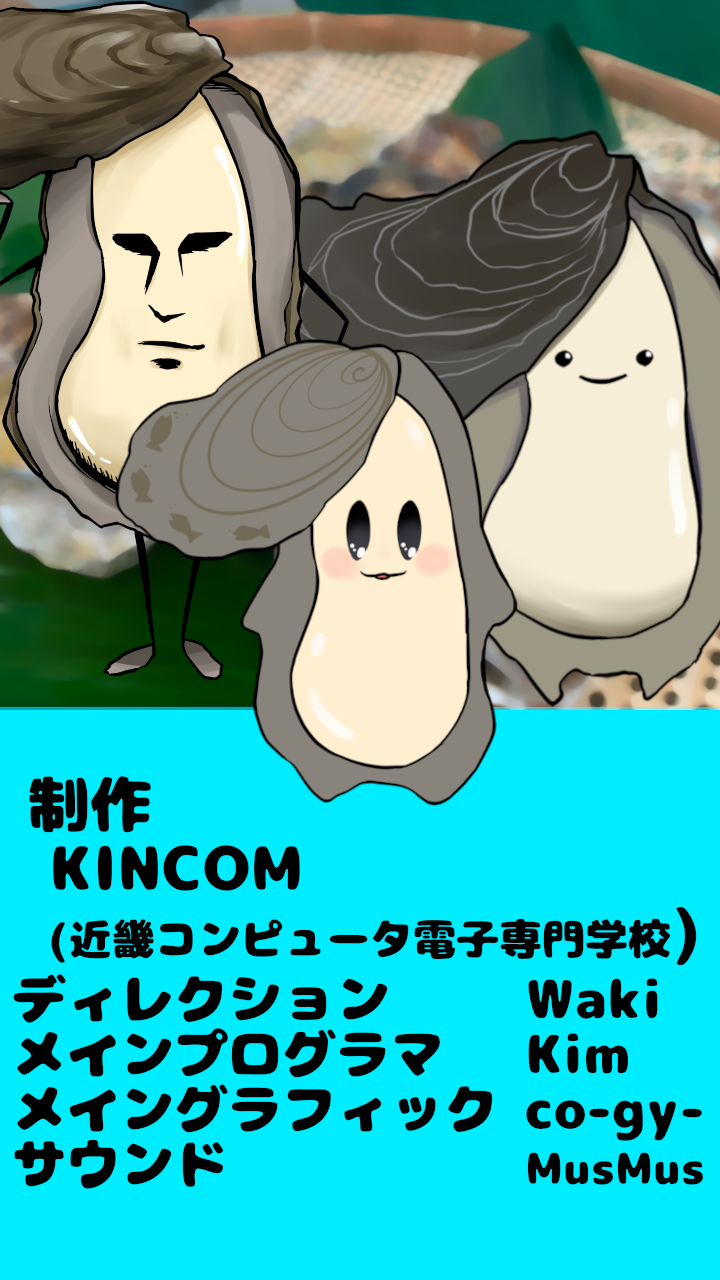 制作
KINCOM
(近畿コンピュータ電子専門学校)
ディレクション Waki
メインプログラマ Kim
メイングラフィック co-gy-
サウンド MusMus